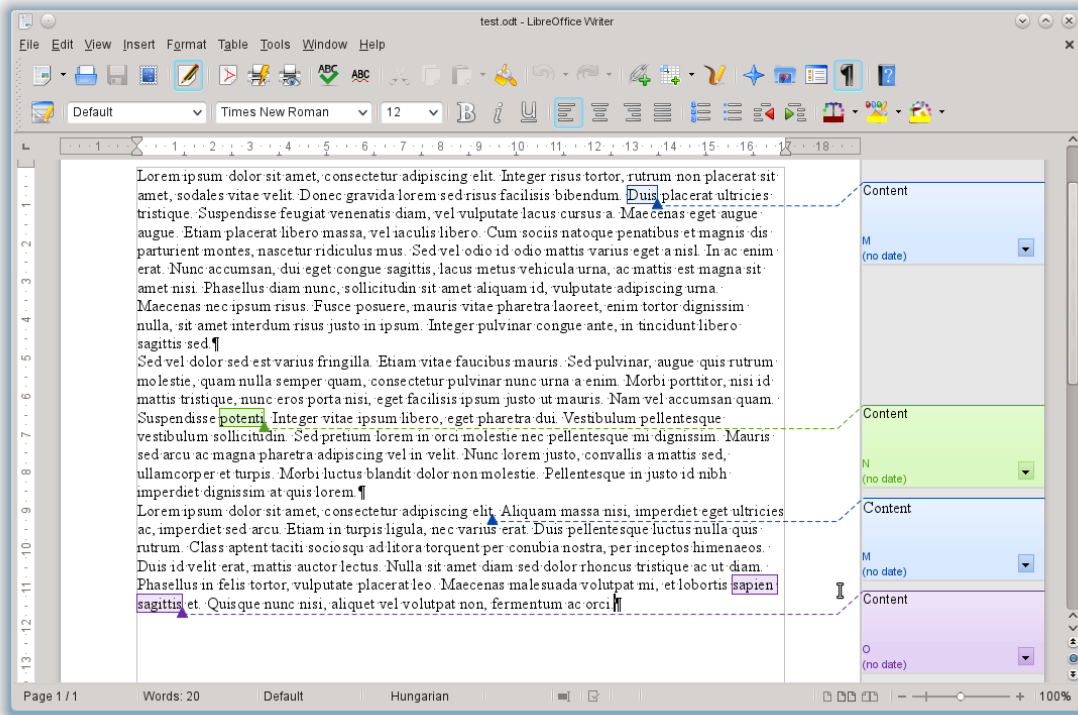 test.odt - LibreOffice Writer
File Edit View Insert Format Table Tools Window Help
Default Times New Roman 12
1 1 2 3 4 5 6 7 8 9 10 11 12 13 14 15 16 17 18
Lorem ipsum dolor sit amet, consectetur adipiscing elit. Integer risus tortor, rutrum non placerat sit
amet, sodales vitae velit. Donec gravida lorem sed risus facilisis bibendum. Duis placerat ultricies
tristique. Suspendisse feugiat venenatis diam, vel vulputate lacus cursus a. Maecenas eget augue
augue. Etiam placerat libero massa, vel iaculis libero. Cum sociis natoque penatibus et magnis dis
parturient montes, nascetur ridiculus mus. Sed vel odio id odio mattis varius eget a nisl. In ac enim
erat. Nunc accumsan, dui eget congue sagittis, lacus metus vehicula urna, ac mattis est magna sit
amet nisi. Phasellus diam nunc, sollicitudin sit amet aliquam id, vulputate adipiscing urna.
Maecenas nec ipsum risus. Fusce posuere, mauris vitae pharetra laoreet, enim tortor dignissim
nulla, sit amet interdum risus justo in ipsum. Integer pulvinar congue ante, in tincidunt libero
sagittis sed.¶
Sed vel dolor sed est varius fringilla. Etiam vitae faucibus mauris. Sed pulvinar, augue quis rutrum
molestie, quam nulla semper quam, consectetur pulvinar nunc urna a enim. Morbi porttitor, nisi id
mattis tristique, nunc eros porta nisi, eget facilisis ipsum justo ut mauris. Nam vel accumsan quam.
Suspendisse potenti. Integer vitae ipsum libero, eget pharetra dui. Vestibulum pellentesque
vestibulum sollicitudin. Sed pretium lorem in orci molestie nec pellentesque mi dignissim. Mauris
sed arcu ac magna pharetra adipiscing vel in velit. Nunc lorem justo, convallis a mattis sed,
ullamcorper et turpis. Morbi luctus blandit dolor non molestie. Pellentesque in justo id nibh
imperdiet dignissim at quis lorem.¶
Lorem ipsum dolor sit amet, consectetur adipiscing elit. Aliquam massa nisi, imperdiet eget ultricies
ac, imperdiet sed arcu. Etiam in turpis ligula, nec varius erat. Duis pellentesque luctus nulla quis
rutrum. Class aptent taciti sociosqu ad litora torquent per conubia nostra, per inceptos himenaeos.
Duis id velit erat, mattis auctor lectus. Nulla sit amet diam sed dolor rhoncus tristique ac ut diam.
Phasellus in felis tortor, vulputate placerat leo. Maecenas malesuada volutpat mi, et lobortis sapien
sagittis et. Quisque nunc nisi, aliquet vel volutpat non, fermentum ac orci.¶
Content
M
(no date)
Content
N
(no date)
Content
M
(no date)
Content
O
(no date)
Page 1 / 1 Words: 20 Default Hungarian 100%